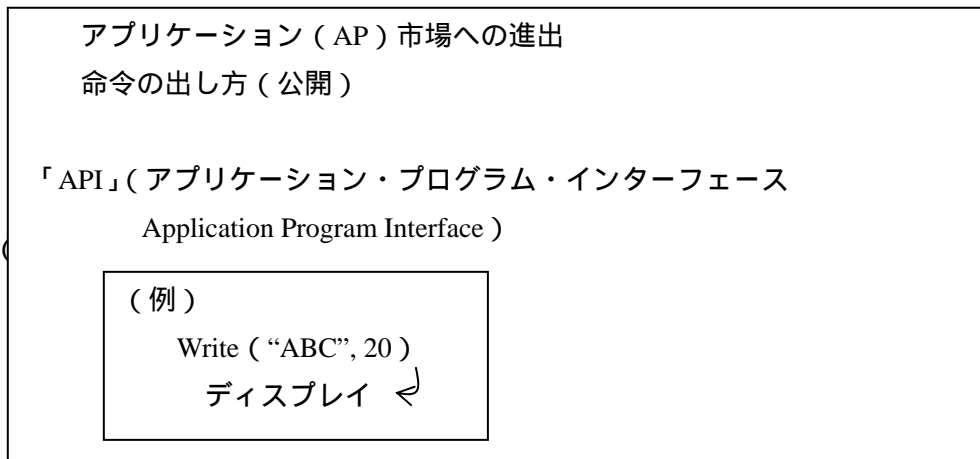 アプリケーション（AP）市場への進出
命令の出し方（公開）
「API」（アプリケーション・プログラム・インターフェース
Application Program Interface）
（例）
Write（“ABC”, 20）
ディスプレイ